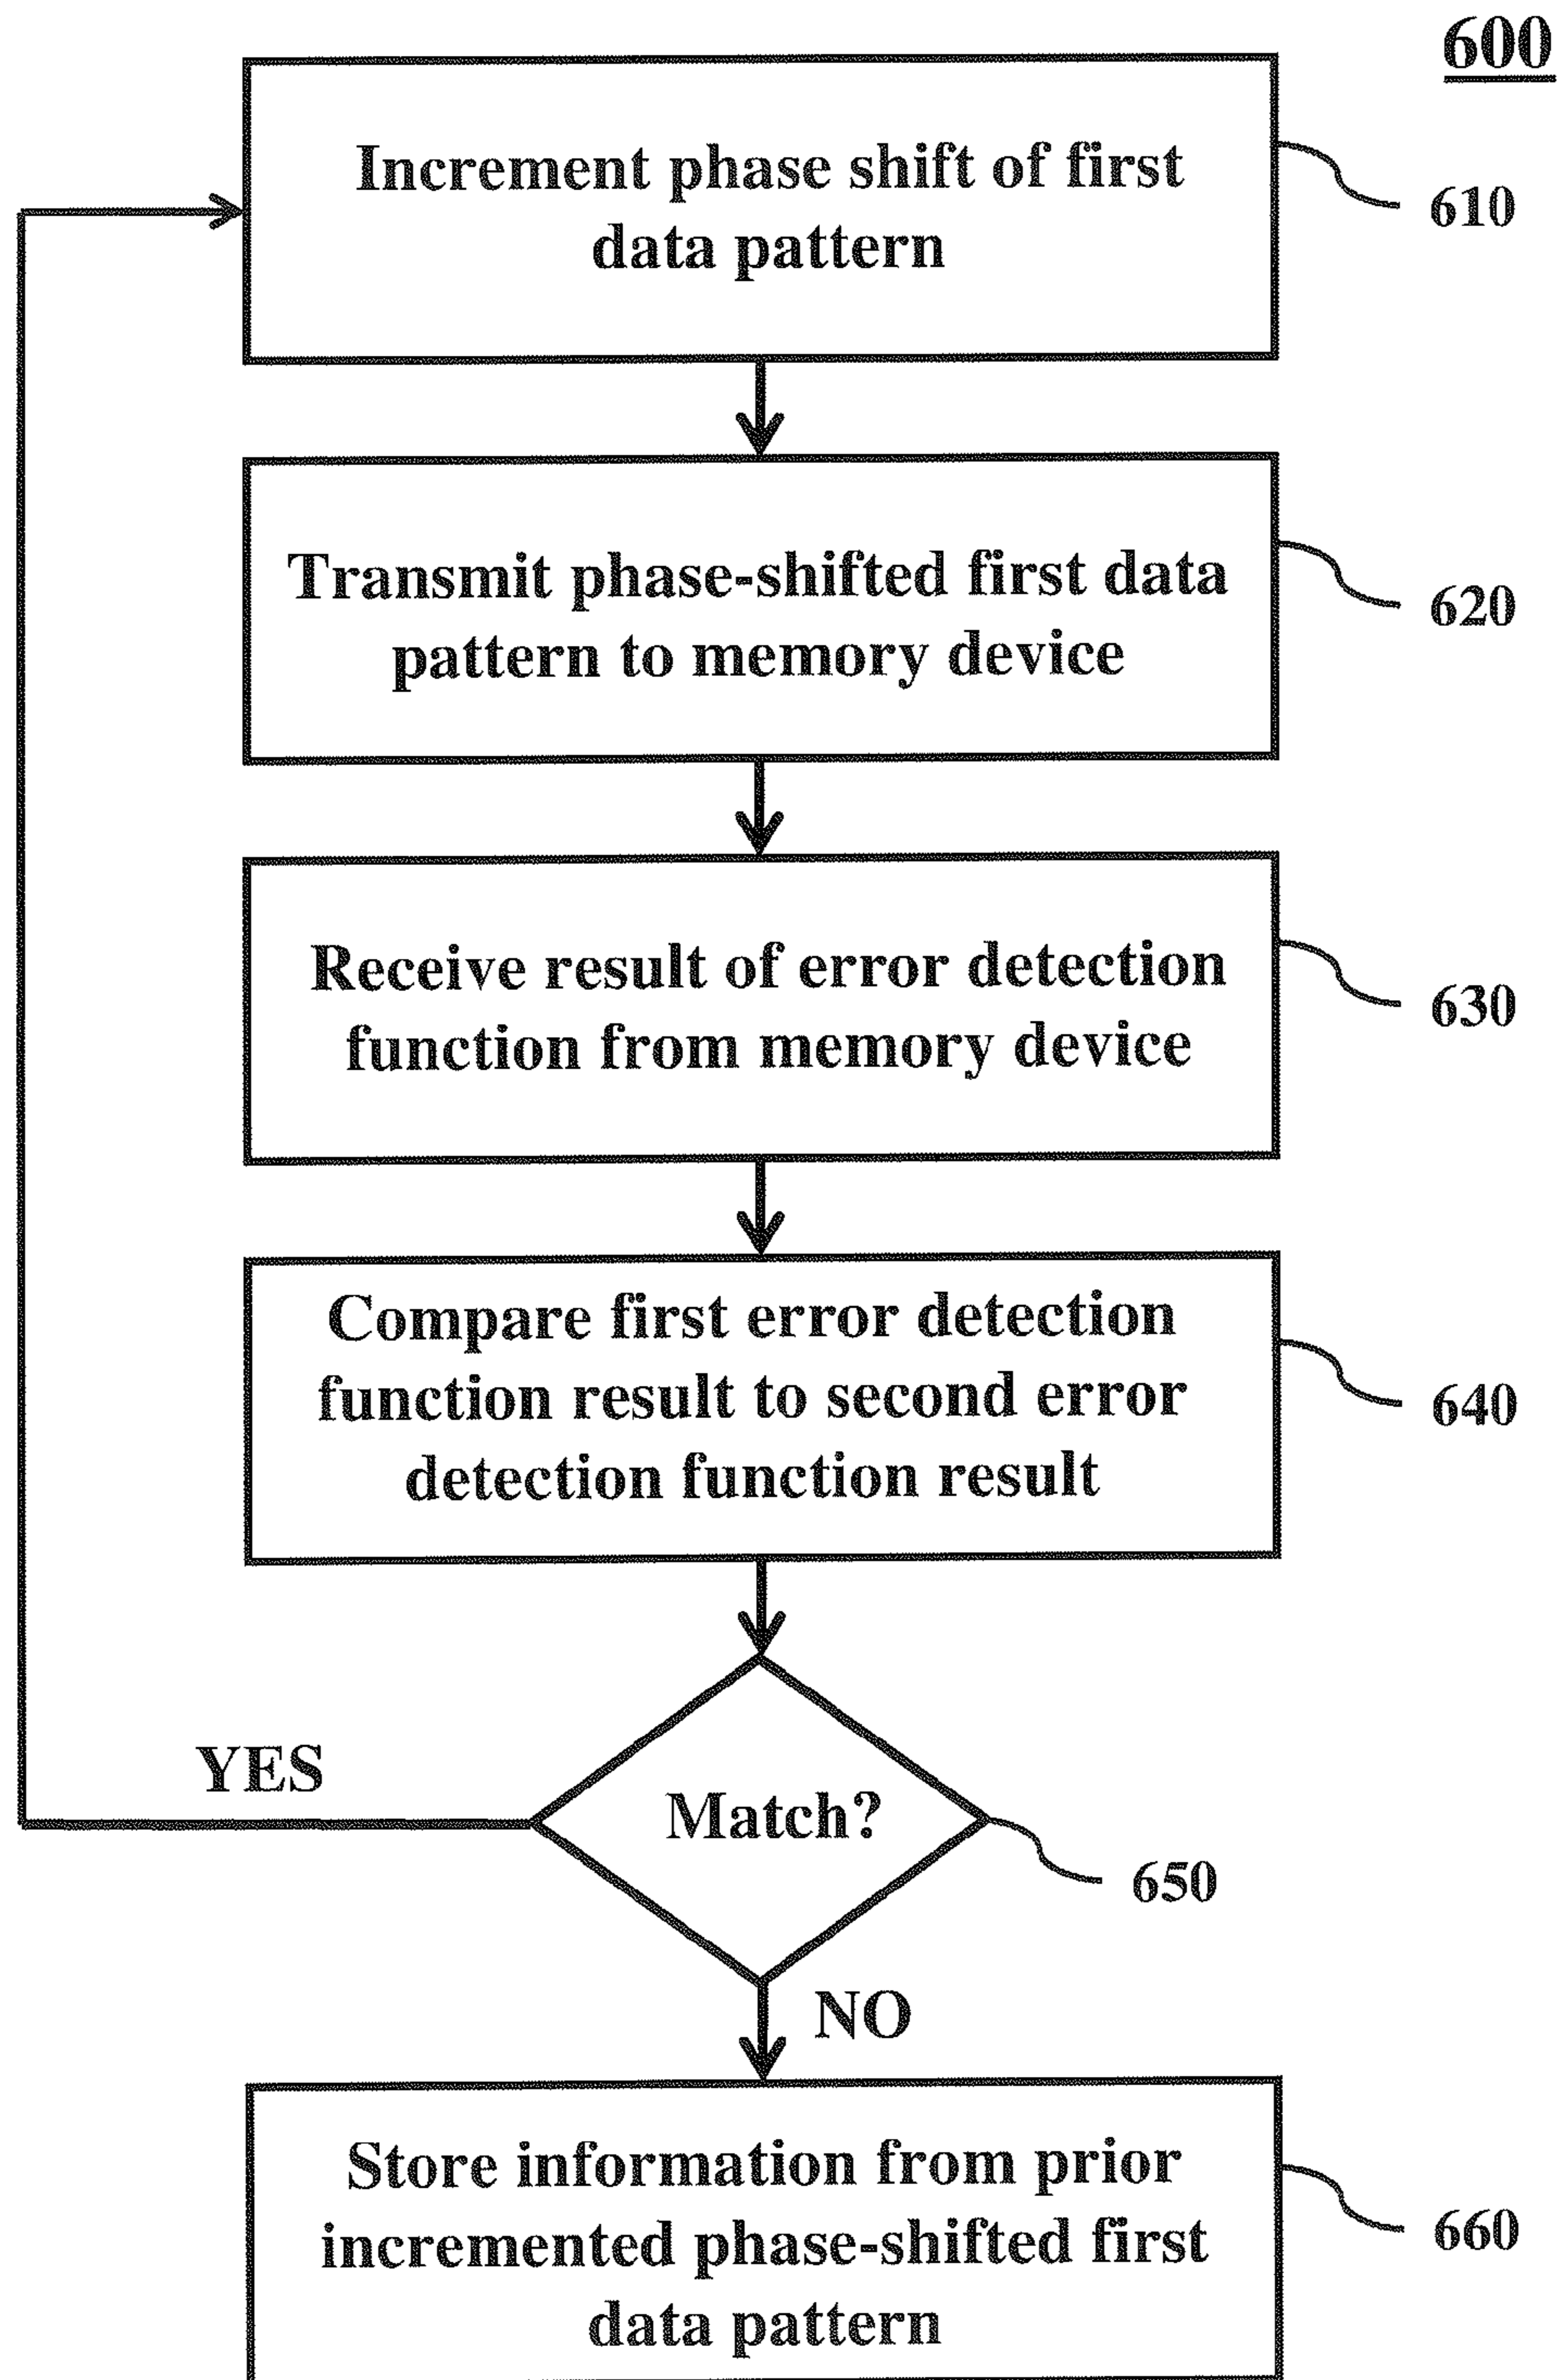 600
Increment phase shift of first
data pattern
610
Transmit phase-shifted first data
pattern to memory device
620
Receive result of error detection
function from memory device
630
Compare first error detection
function result to second error
detection function result
640
YES
Match?
650
NO
Store information from prior
incremented phase-shifted first
data pattern
660